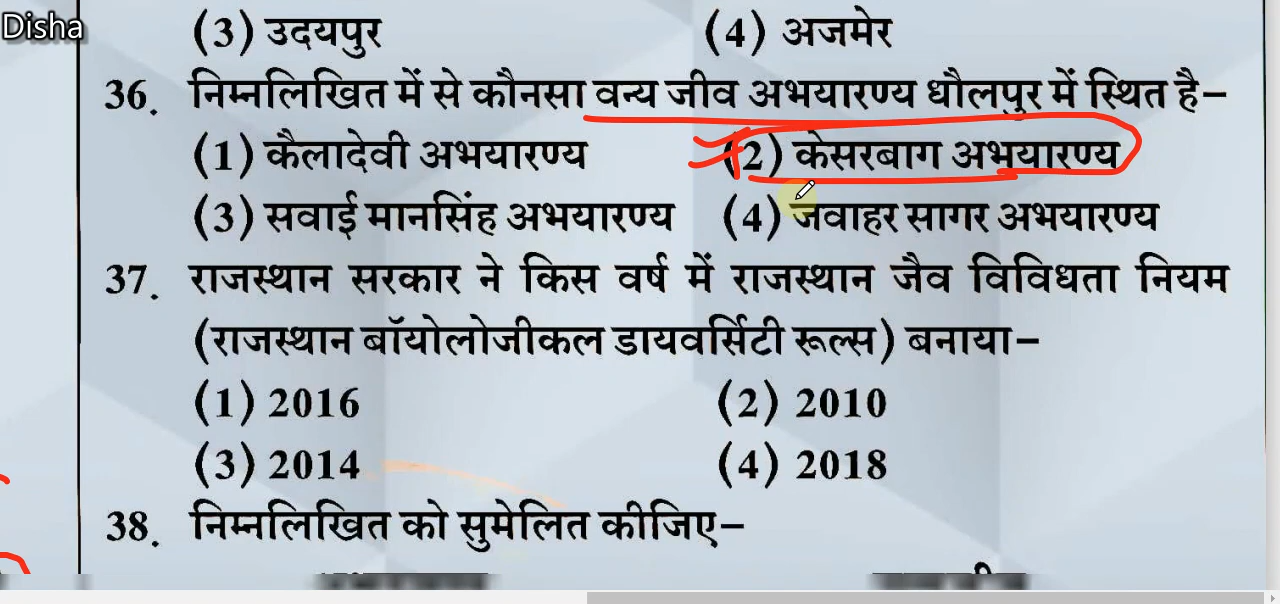 Disha
(3) उदयपुर (4) अजमेर
36. निम्नलिखित में से कौनसा वन्य जीव अभयारण्य धौलपुर में स्थित है–
(1) कैलादेवी अभयारण्य (2) केसरबाग अभयारण्य
(3) सवाई मानसिंह अभयारण्य (4) जवाहर सागर अभयारण्य
37. राजस्थान सरकार ने किस वर्ष में राजस्थान जैव विविधता नियम
(राजस्थान बॉयोलोजीकल डायवर्सिटी रूल्स) बनाया–
(1) 2016 (2) 2010
(3) 2014 (4) 2018
38. निम्नलिखित को सुमेलित कीजिए–